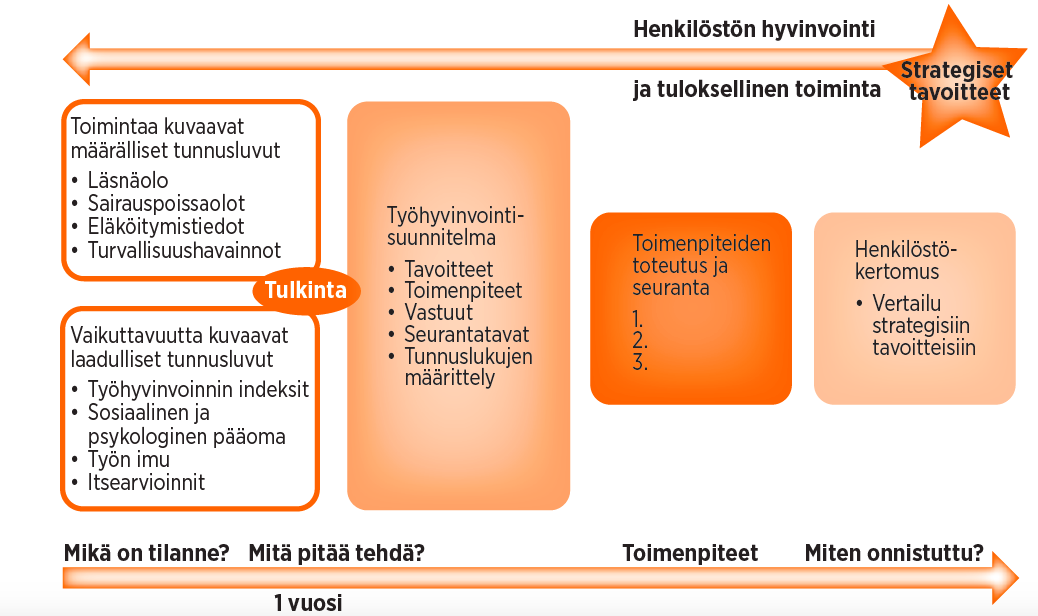 Henkilöstön hyvinvointi
ja tuloksellinen toiminta
Strategiset
tavoitteet
Toimintaa kuvaavat
määrälliset tunnusluvut
• Läsnäolo
• Sairauspoissaolot
• Eläköitymistiedot
• Turvallisuushavainnot
Tulkinta
Vaikuttavuutta kuvaavat
laadulliset tunnusluvut
• Työhyvinvoinnin indeksit
• Sosiaalinen ja
psykologinen pääoma
• Työn imu
• Itsearvioinnit
Työhyvinvointi-
suunnitelma
• Tavoitteet
• Toimenpiteet
• Vastuut
• Seurantatavat
• Tunnuslukujen
määrittely
Toimenpiteiden
toteutus ja
seuranta
1.
2.
3.
Henkilöstö-
kertomus
• Vertailu
strategisiin
tavoitteisiin
Mikä on tilanne?
Mitä pitää tehdä?
Toimenpiteet
Miten onnistuttu?
1 vuosi